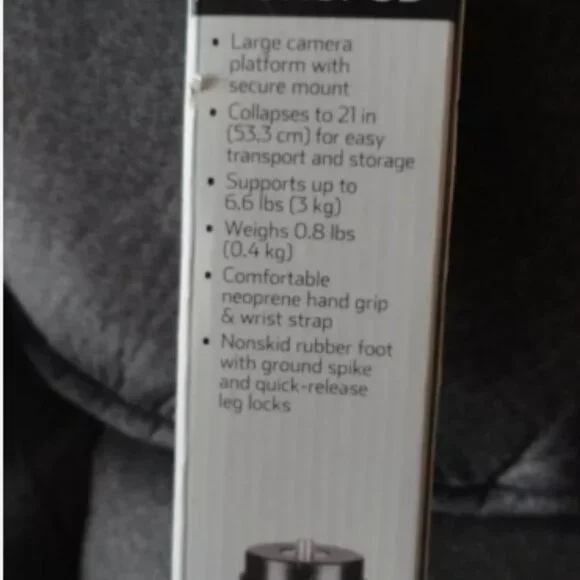 • Large camera
platform with
secure mount
• Collapses to 21 in
(53.3 cm) for easy
transport and storage
• Supports up to
6.6 lbs (3 kg)
• Weighs 0.8 lbs
(0.4 kg)
• Comfortable
neoprene hand grip
& wrist strap
• Nonskid rubber foot
with ground spike
and quick-release
leg locks